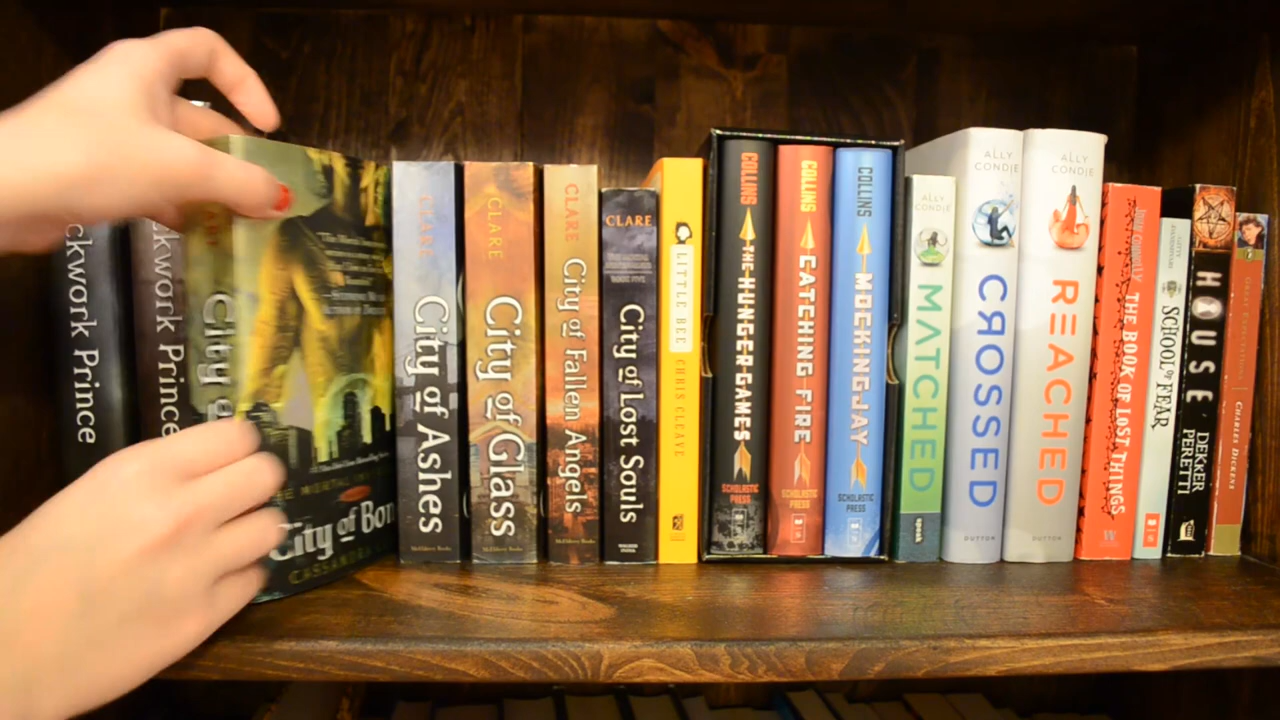 ckwork Prince
ckwork Prince
City
City of Bon
CLARE
City of Ashes
CLARE
City of Glass
CLARE
City of Fallen Angels
CLARE
City of Lost Souls
LITTLE BEE
CHRIS CLEAVE
COLLINS
THE HUNGER GAMES
SCHOLASTIC
PRESS
COLLINS
CATCHING FIRE
SCHOLASTIC
PRESS
COLLINS
MOCKINGJAY
SCHOLASTIC
PRESS
ALLY
CONDIE
MATCHED
speak
ALLY
CONDIE
CROSSED
DUTTON
ALLY
CONDIE
REACHED
DUTTON
JOHN CONNOLLY
THE BOOK OF LOST THINGS
W
SCHOOL OF FEAR
HOUSE
DEKKER
PERETTI
GREAT EXPECTATIONS
CHARLES DICKENS